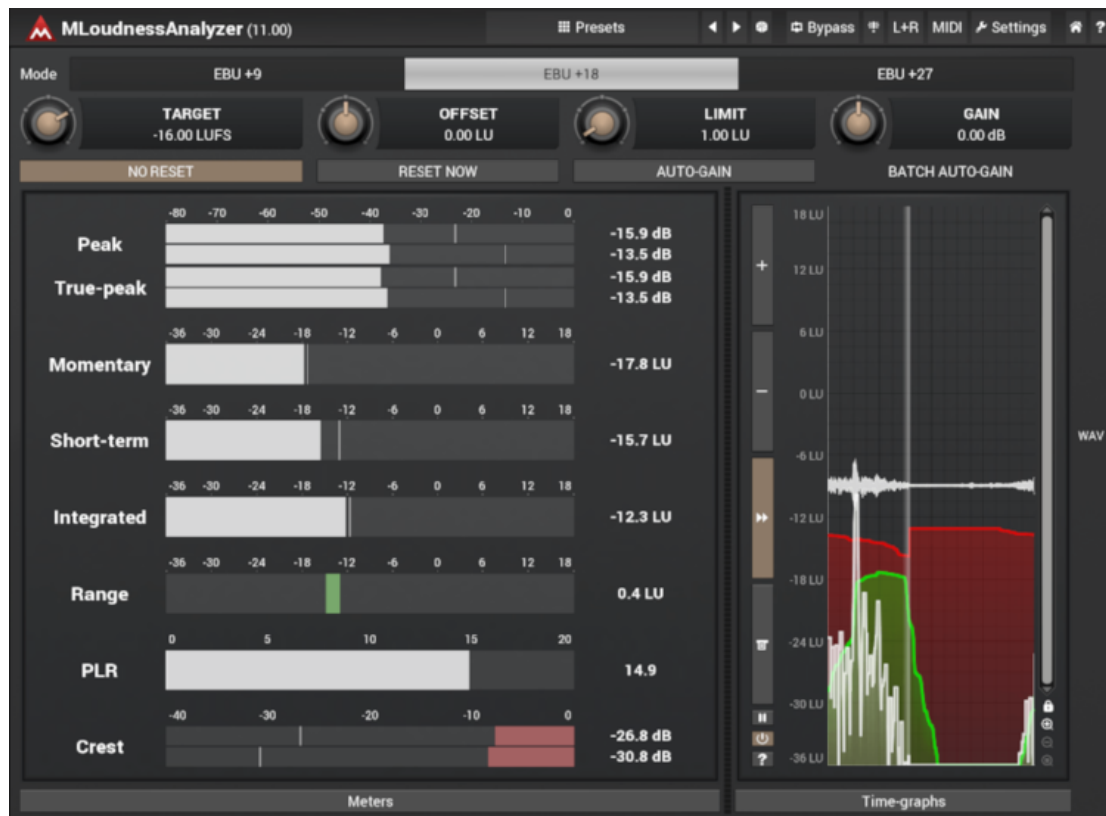 MLoudnessAnalyzer (11.00) Presets Bypass L+R MIDI Settings ?
Mode EBU +9 EBU +18 EBU +27
TARGET OFFSET LIMIT GAIN
-16.00 LUFS 0.00 LU 1.00 LU 0.00 dB
NO RESET RESET NOW AUTO-GAIN BATCH AUTO-GAIN
-80 -70 -60 -50 -40 -30 -20 -10 0
Peak -15.9 dB
-13.5 dB
True-peak -15.9 dB
-13.5 dB
-36 -30 -24 -18 -12 -6 0 6 12 18
Momentary -17.8 LU
-36 -30 -24 -18 -12 -6 0 6 12 18
Short-term -15.7 LU
-36 -30 -24 -18 -12 -6 0 6 12 18
Integrated -12.3 LU
-36 -30 -24 -18 -12 -6 0 6 12 18
Range 0.4 LU
0 5 10 15 20
PLR 14.9
-40 -30 -20 -10 0
Crest -26.8 dB
-30.8 dB
Meters
18 LU
12 LU
6 LU
0 LU
-6 LU
-12 LU
-18 LU
-24 LU
-30 LU
-36 LU
+
−
?
WAV
Time-graphs